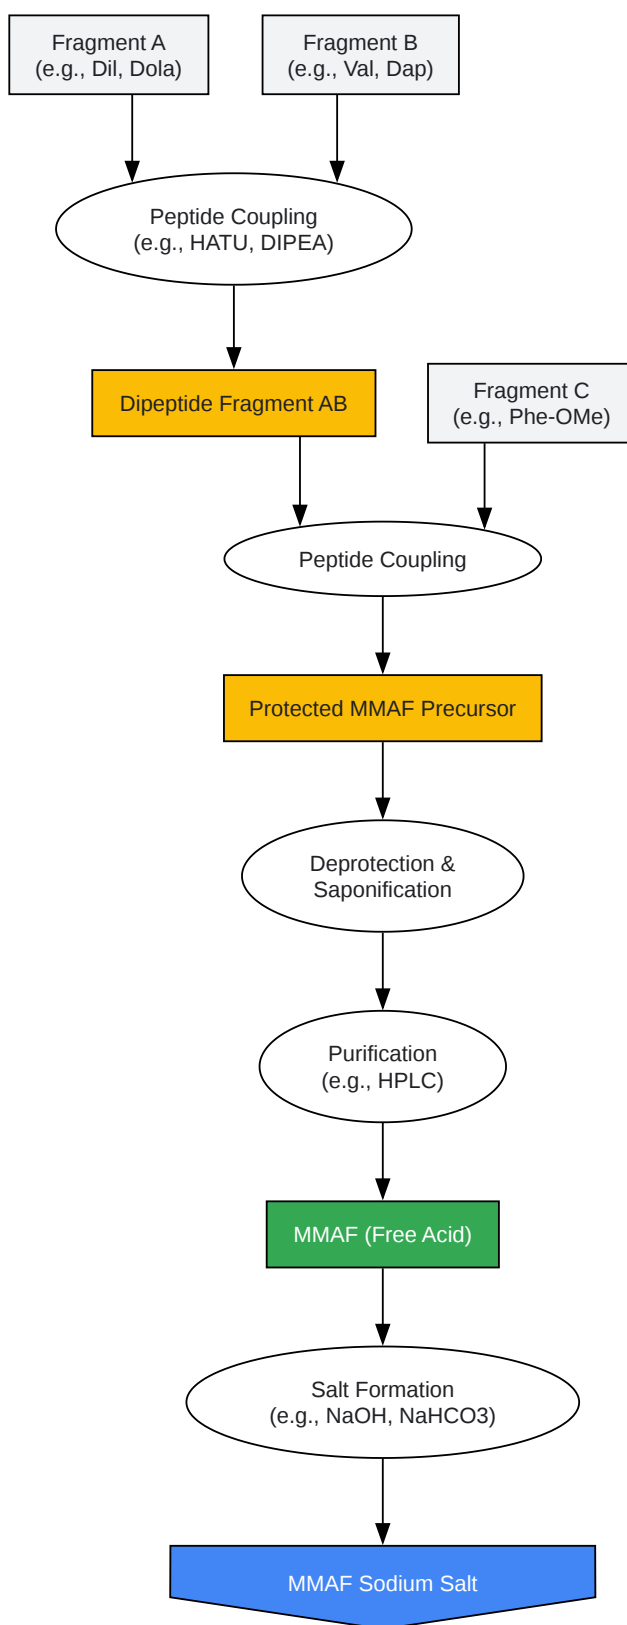 Fragment A
(e.g., Dil, Dola)
Fragment B
(e.g., Val, Dap)
Peptide Coupling
(e.g., HATU, DIPEA)
Dipeptide Fragment AB
Fragment C
(e.g., Phe-OMe)
Peptide Coupling
Protected MMAF Precursor
Deprotection &
Saponification
Purification
(e.g., HPLC)
MMAF (Free Acid)
Salt Formation
(e.g., NaOH, NaHCO3)
MMAF Sodium Salt